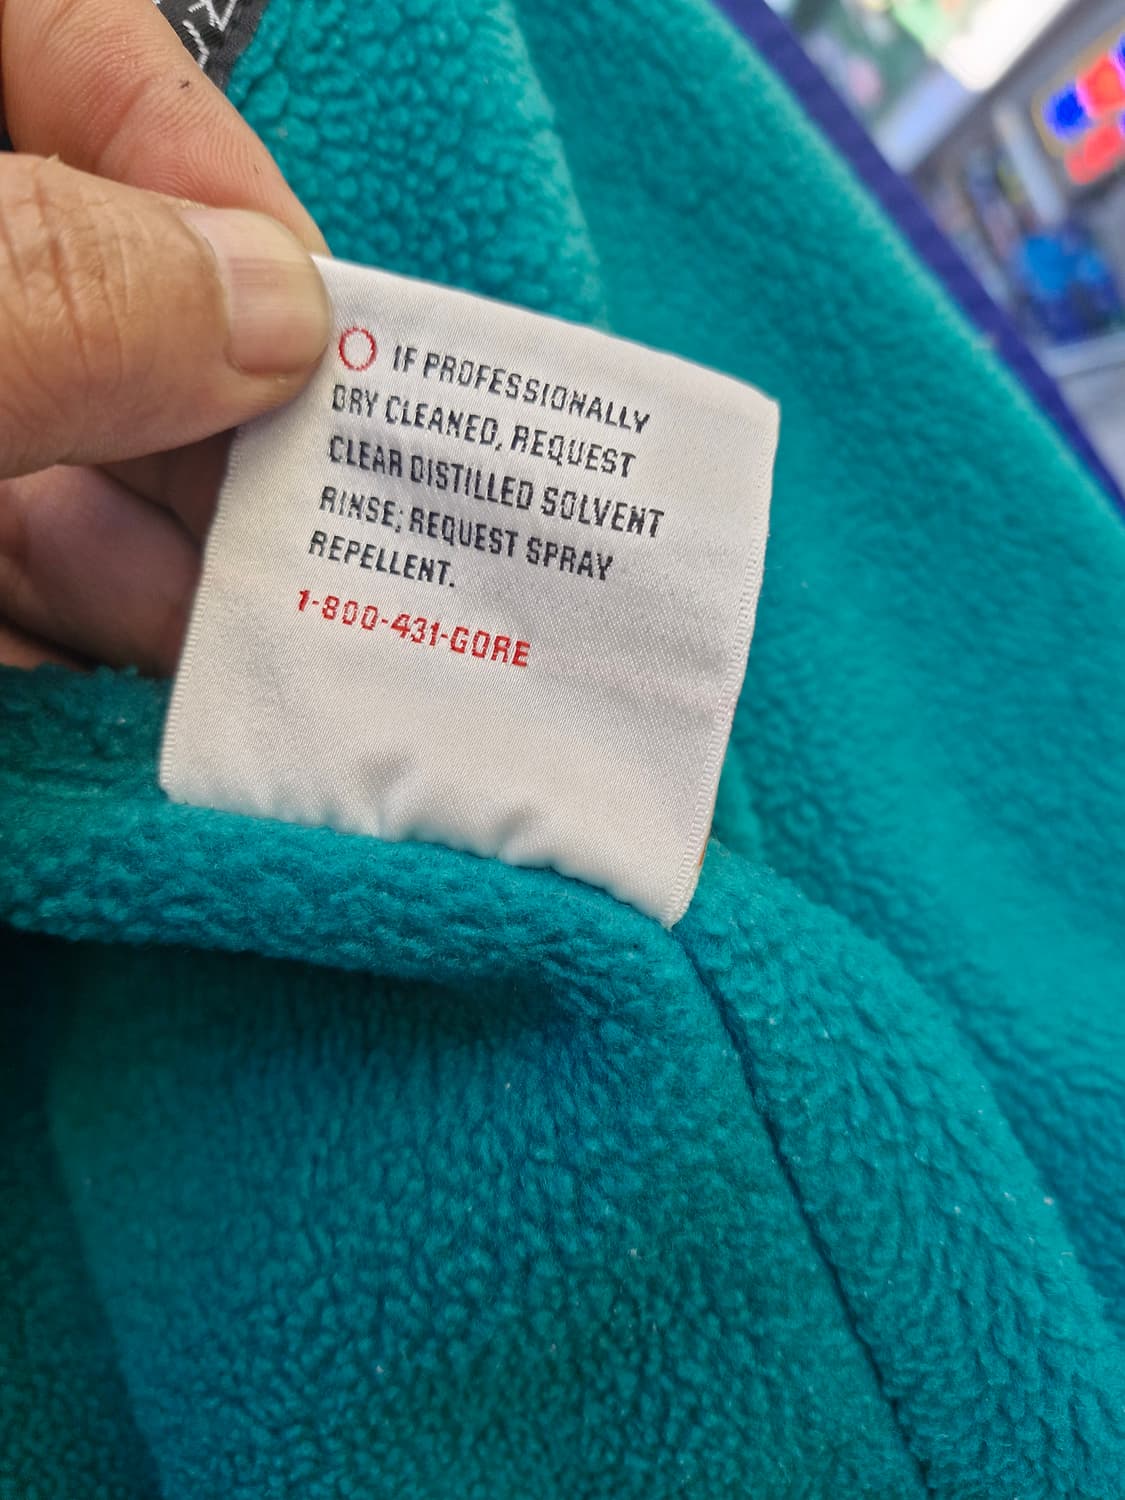 IF PROFESSIONALLY
DRY CLEANED, REQUEST
CLEAR DISTILLED SOLVENT
RINSE; REQUEST SPRAY
REPELLENT.
1-800-431-GORE